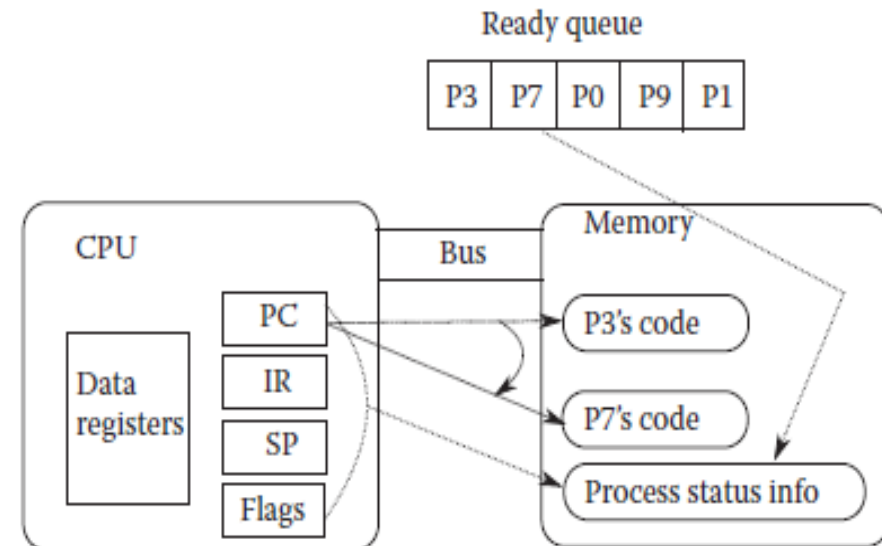 Ready queue
P3 P7 P0 P9 P1
CPU
Bus
Memory
PC
IR
SP
Flags
Data
registers
P3's code
P7's code
Process status info